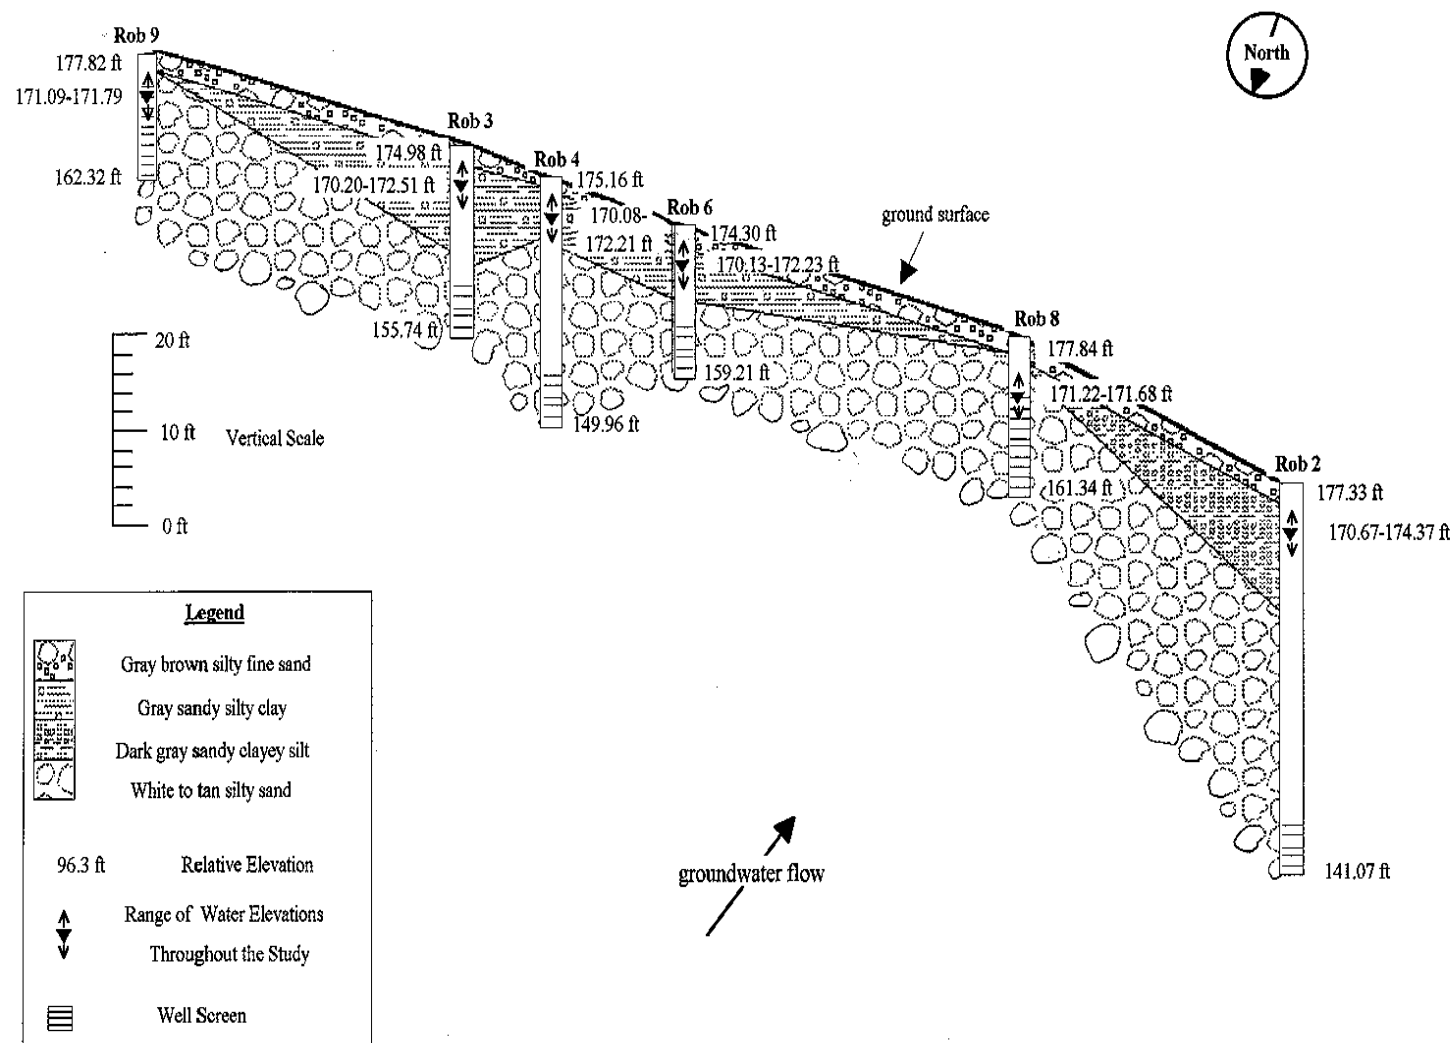 Rob 9
177.82 ft
171.09-171.79
162.32 ft
Rob 3
174.98 ft
170.20-172.51 ft
155.74 ft
Rob 4
175.16 ft
170.08-
172.21 ft
149.96 ft
Rob 6
174.30 ft
170.13-172.23 ft
159.21 ft
ground surface
North
Rob 8
177.84 ft
171.22-171.68 ft
161.34 ft
Rob 2
177.33 ft
170.67-174.37 ft
141.07 ft
20 ft
10 ft
Vertical Scale
0 ft
groundwater flow
Legend
Gray brown silty fine sand
Gray sandy silty clay
Dark gray sandy clayey silt
White to tan silty sand
96.3 ft Relative Elevation
Range of Water Elevations
Throughout the Study
Well Screen